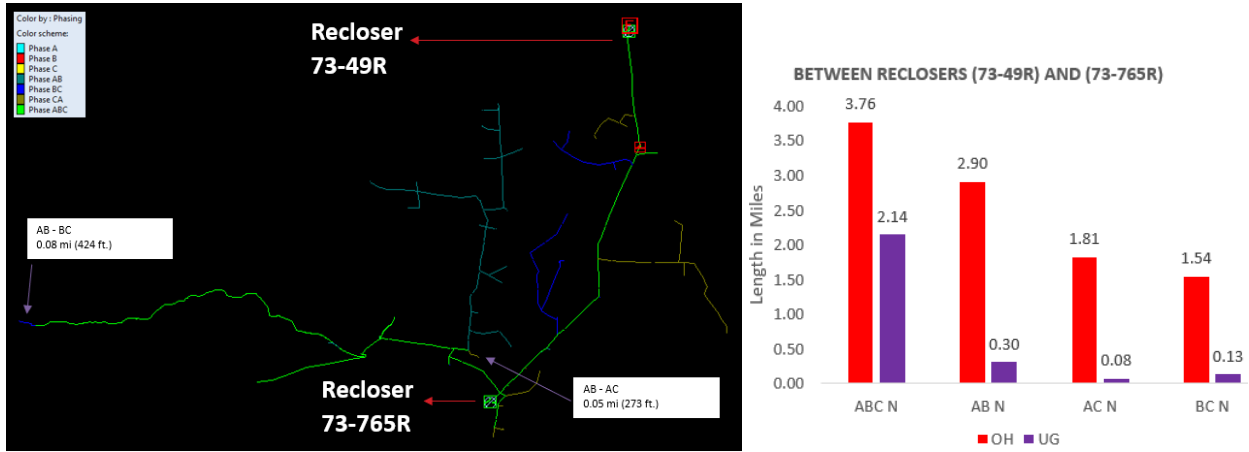 Color by : Phasing
Color scheme:
Phase A
Phase B
Phase C
Phase AB
Phase BC
Phase CA
Phase ABC
Recloser
73-49R
AB - BC
0.08 mi (424 ft.)
AB - AC
0.05 mi (273 ft.)
Recloser
73-765R
BETWEEN RECLOSERS (73-49R) AND (73-765R)
Length in Miles
4.00
3.50
3.00
2.50
2.00
1.50
1.00
0.50
0.00
3.76
2.14
2.90
0.30
1.81
0.08
1.54
0.13
ABC N
AB N
AC N
BC N
OH
UG